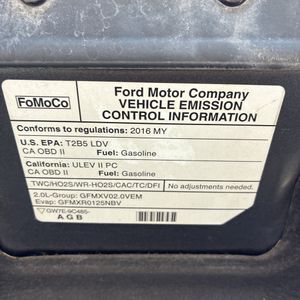 FoMoCo
Ford Motor Company
VEHICLE EMISSION
CONTROL INFORMATION
Conforms to regulations: 2016 MY
U.S. EPA: T2B5 LDV
CA OBD II Fuel: Gasoline
California: ULEV II PC
CA OBD II Fuel: Gasoline
TWC/HO2S/WR-HO2S/CAC/TC/DFI
No adjustments needed.
2.0L-Group: GFMXV02.0VEM
Evap: GFMXR0125NBV
GW7E-9C485-
A G B